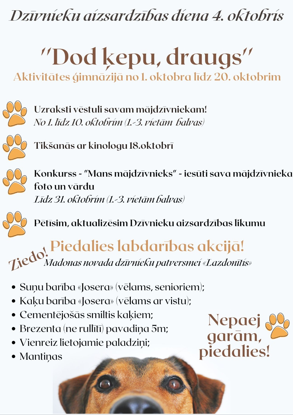 Dzīvnieku aizsardzības diena 4. oktobris
"Dod ķepu, draugs"
Aktivitātes ģimnāzijā no 1. oktobra līdz 20. oktobrim
Uzraksti vēstuli savam mājdzīvniekam!
No 1. līdz 10. oktobrim (1.-3. vietām balvas)
Tikšanās ar kinologu 18.oktobrī
Konkurss - "Mans mājdzīvnieks" - iesūti sava mājdzīvnieka
foto un vārdu
Līdz 31. oktobrim (1.-3. vietām balvas)
Pētīsim, aktualizēsim Dzīvnieku aizsardzības likumu
Ziedo!
Piedalies labdarības akcijā!
Madonas novada dzīvnieku patversmei «Lazdonītis»
Suņu barība «Josera» (vēlams, senioriem);
Kaķu barība «Josera» (vēlams ar vistu);
Cementējošās smiltis kaķiem;
Brezenta (ne rullīti) pavadiņa 5m;
Vienreiz lietojamie paladziņi;
Mantiņas
Nepaej
garām,
piedalies!